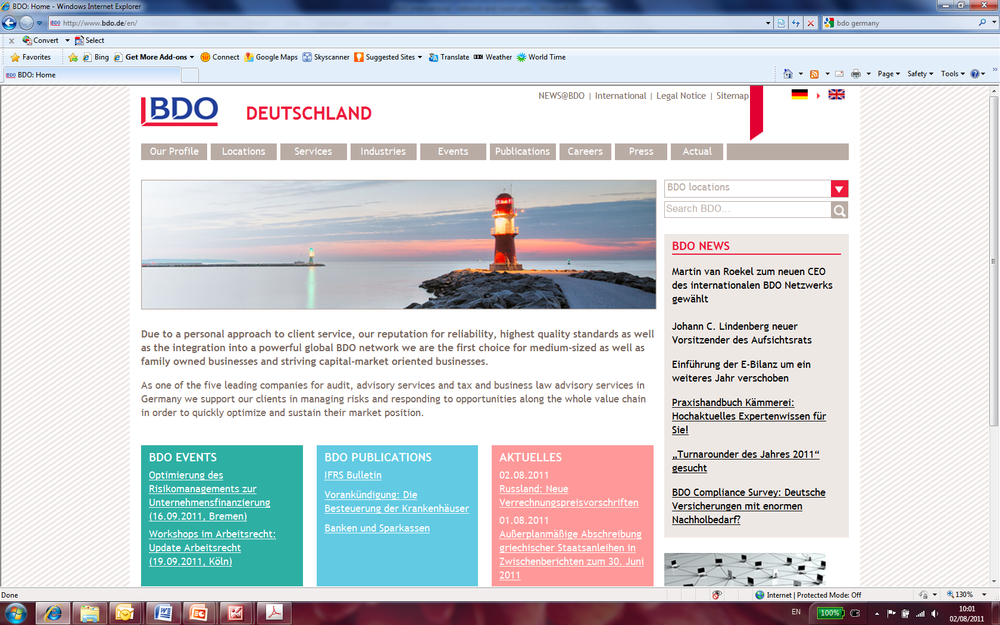 BDO: Home - Windows Internet Explorer
BDO http://www.bdo.de/en/
bdo germany
x Convert Select
Favorites Bing Get More Add-ons Connect Google Maps Skyscanner Suggested Sites Translate BBC Weather World Time
BDO BDO: Home
Page Safety Tools
NEWS@BDO | International | Legal Notice | Sitemap
BDO DEUTSCHLAND
Our Profile Locations Services Industries Events Publications Careers Press Actual
BDO locations
Search BDO...
BDO NEWS
Martin van Roekel zum neuen CEO
des internationalen BDO Netzwerks
gewählt
Johann C. Lindenberg neuer
Vorsitzender des Aufsichtsrats
Einführung der E-Bilanz um ein
weiteres Jahr verschoben
Praxishandbuch Kämmerei:
Hochaktuelles Expertenwissen für
Sie!
„Turnarounder des Jahres 2011“
gesucht
BDO Compliance Survey: Deutsche
Versicherungen mit enormen
Nachholbedarf?
Due to a personal approach to client service, our reputation for reliability, highest quality standards as well
as the integration into a powerful global BDO network we are the first choice for medium-sized as well as
family owned businesses and striving capital-market oriented businesses.
As one of the five leading companies for audit, advisory services and tax and business law advisory services in
Germany we support our clients in managing risks and responding to opportunities along the whole value chain
in order to quickly optimize and sustain their market position.
BDO EVENTS
Optimierung des
Risikomanagements zur
Unternehmensfinanzierung
(16.09.2011, Bremen)
Workshops im Arbeitsrecht:
Update Arbeitsrecht
(19.09.2011, Köln)
BDO PUBLICATIONS
IFRS Bulletin
Vorankündigung: Die
Besteuerung der Krankenhäuser
Banken und Sparkassen
AKTUELLES
02.08.2011
Russland: Neue
Verrechnungspreisvorschriften
01.08.2011
Außerplanmäßige Abschreibung
griechischer Staatsanleihen in
Zwischenberichten zum 30. Juni
2011
Done
Internet | Protected Mode: Off
130%
EN
100%
10:01
02/08/2011